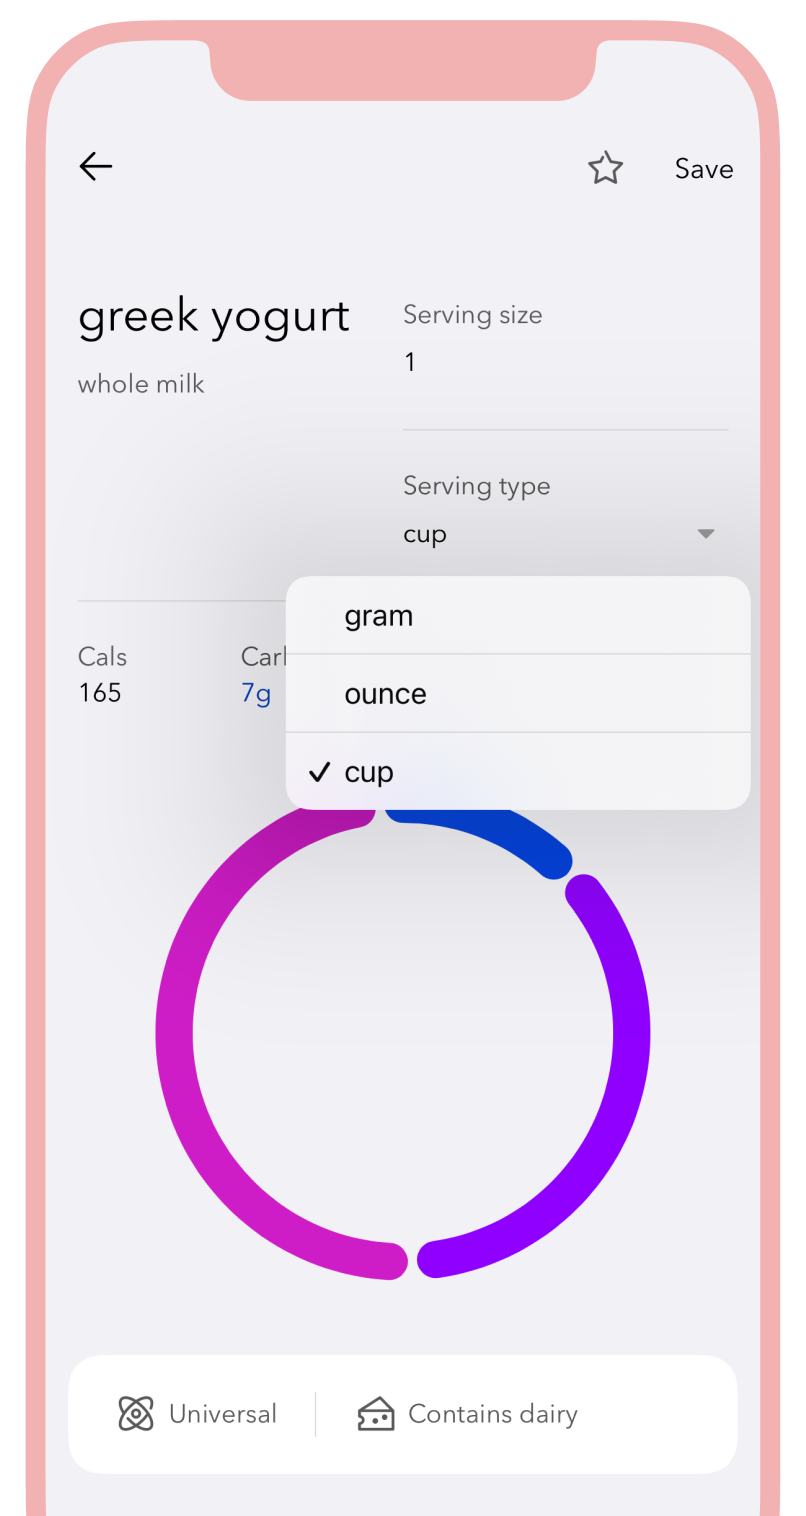 Save
greek yogurt
whole milk
Serving size
1
Serving type
cup
gram
ounce
cup
Cals
165
7g
Universal
Contains dairy